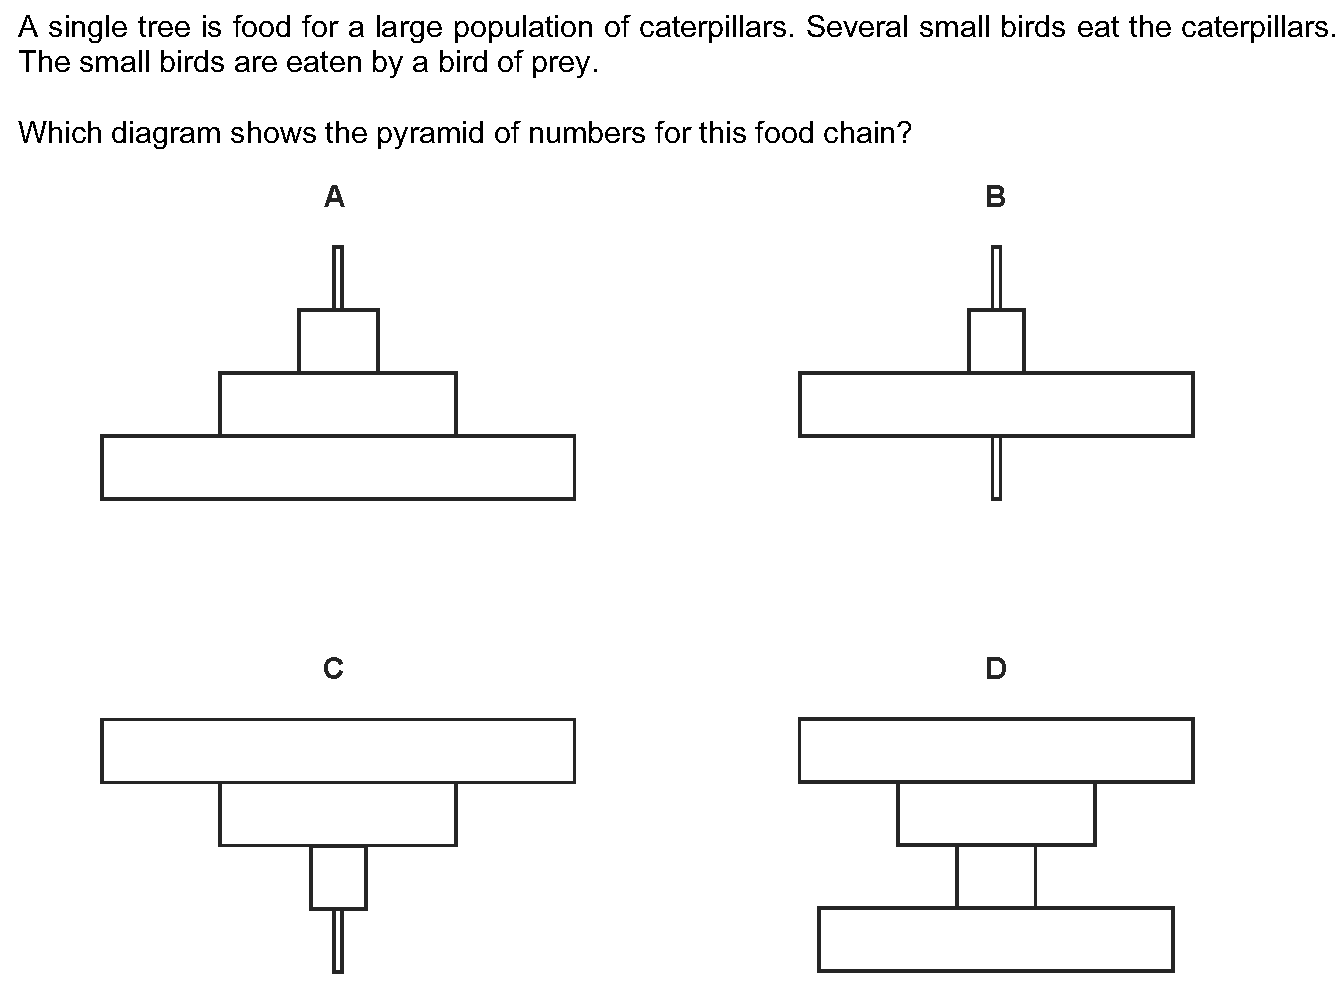 A single tree is food for a large population of caterpillars. Several small birds eat the caterpillars.
The small birds are eaten by a bird of prey.
Which diagram shows the pyramid of numbers for this food chain?
A
B
C
D